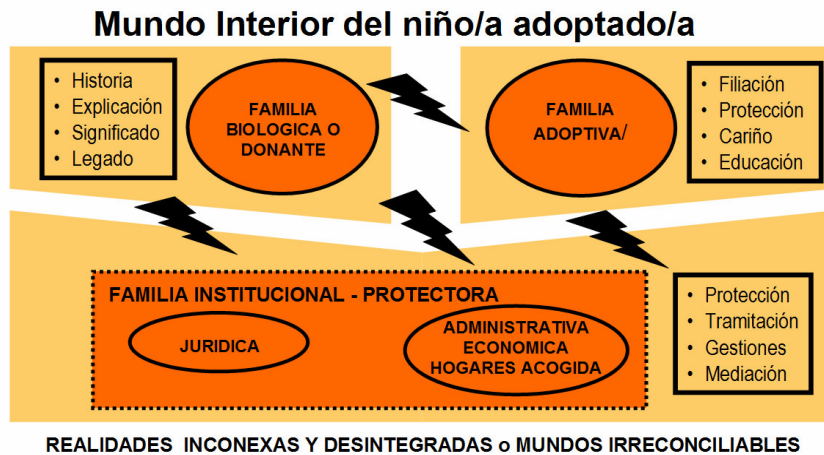 Mundo Interior del niño/a adoptado/a
• Historia
• Explicación
• Significado
• Legado
FAMILIA
BIOLOGICA O
DONANTE
FAMILIA
ADOPTIVA/
• Filiación
• Protección
• Cariño
• Educación
FAMILIA INSTITUCIONAL - PROTECTORA
JURIDICA
ADMINISTRATIVA
ECONOMICA
HOGARES ACOGIDA
• Protección
• Tramitación
• Gestiones
• Mediación
REALIDADES INCONEXAS Y DESINTEGRADAS o MUNDOS IRRECONCILIABLES